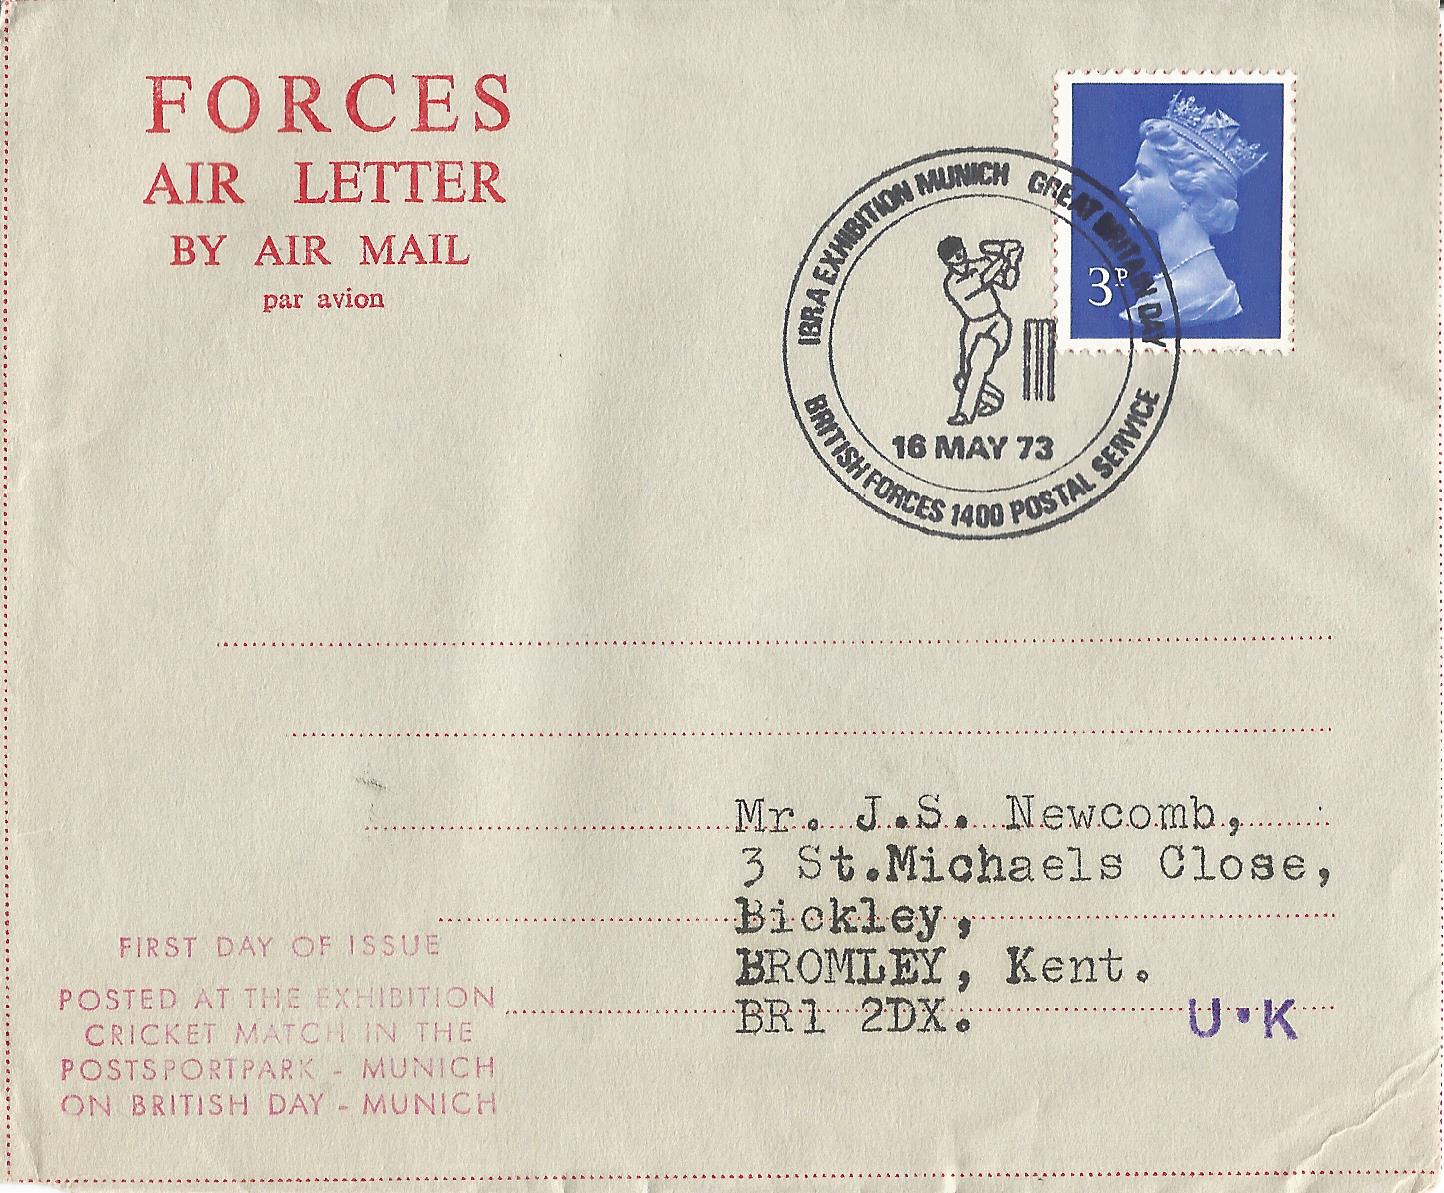 FORCES
AIR LETTER
BY AIR MAIL
par avion
3P
IBRA EXHIBITION MUNICH GREAT BRITAIN DAY
16 MAY 73
BRITISH FORCES 1400 POSTAL SERVICE
Mr. J.S. Newcomb,
3 St.Michaels Close,
Bickley,
BROMLEY, Kent.
BR1 2DX.
U•K
FIRST DAY OF ISSUE
POSTED AT THE EXHIBITION
CRICKET MATCH IN THE
POSTSPORTPARK - MUNICH
ON BRITISH DAY - MUNICH